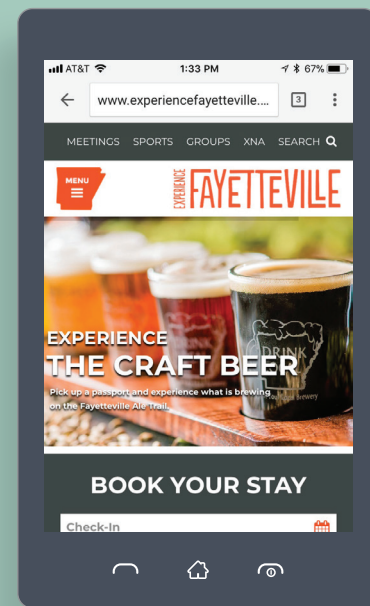 AT&T 1:33 PM 67%
www.experiencefayetteville.... 3
MEETINGS SPORTS GROUPS XNA SEARCH
MENU
EXPERIENCE FAYETTEVILLE
EXPERIENCE
THE CRAFT BEER
DRINK
Pick up a passport and experience what is brewing
on the Fayetteville Ale Trail.
Brewery
BOOK YOUR STAY
Check-In